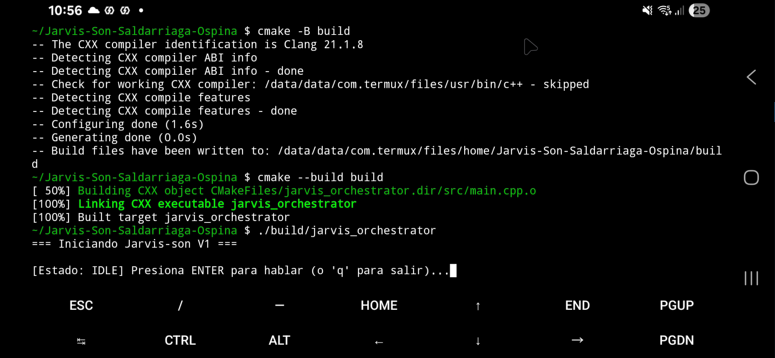 10:56
25
~/Jarvis-Son-Saldarriaga-Ospina $ cmake -B build
-- The CXX compiler identification is Clang 21.1.8
-- Detecting CXX compiler ABI info
-- Detecting CXX compiler ABI info - done
-- Check for working CXX compiler: /data/data/com.termux/files/usr/bin/c++ - skipped
-- Detecting CXX compile features
-- Detecting CXX compile features - done
-- Configuring done (1.6s)
-- Generating done (0.0s)
-- Build files have been written to: /data/data/com.termux/files/home/Jarvis-Son-Saldarriaga-Ospina/buil
d
~/Jarvis-Son-Saldarriaga-Ospina $ cmake --build build
[ 50%] Building CXX object CMakeFiles/jarvis_orchestrator.dir/src/main.cpp.o
[100%] Linking CXX executable jarvis_orchestrator
[100%] Built target jarvis_orchestrator
~/Jarvis-Son-Saldarriaga-Ospina $ ./build/jarvis_orchestrator
=== Iniciando Jarvis-son V1 ===
[Estado: IDLE] Presiona ENTER para hablar (o 'q' para salir)...
ESC / — HOME ↑ END PGUP
↹ CTRL ALT ← ↓ → PGDN